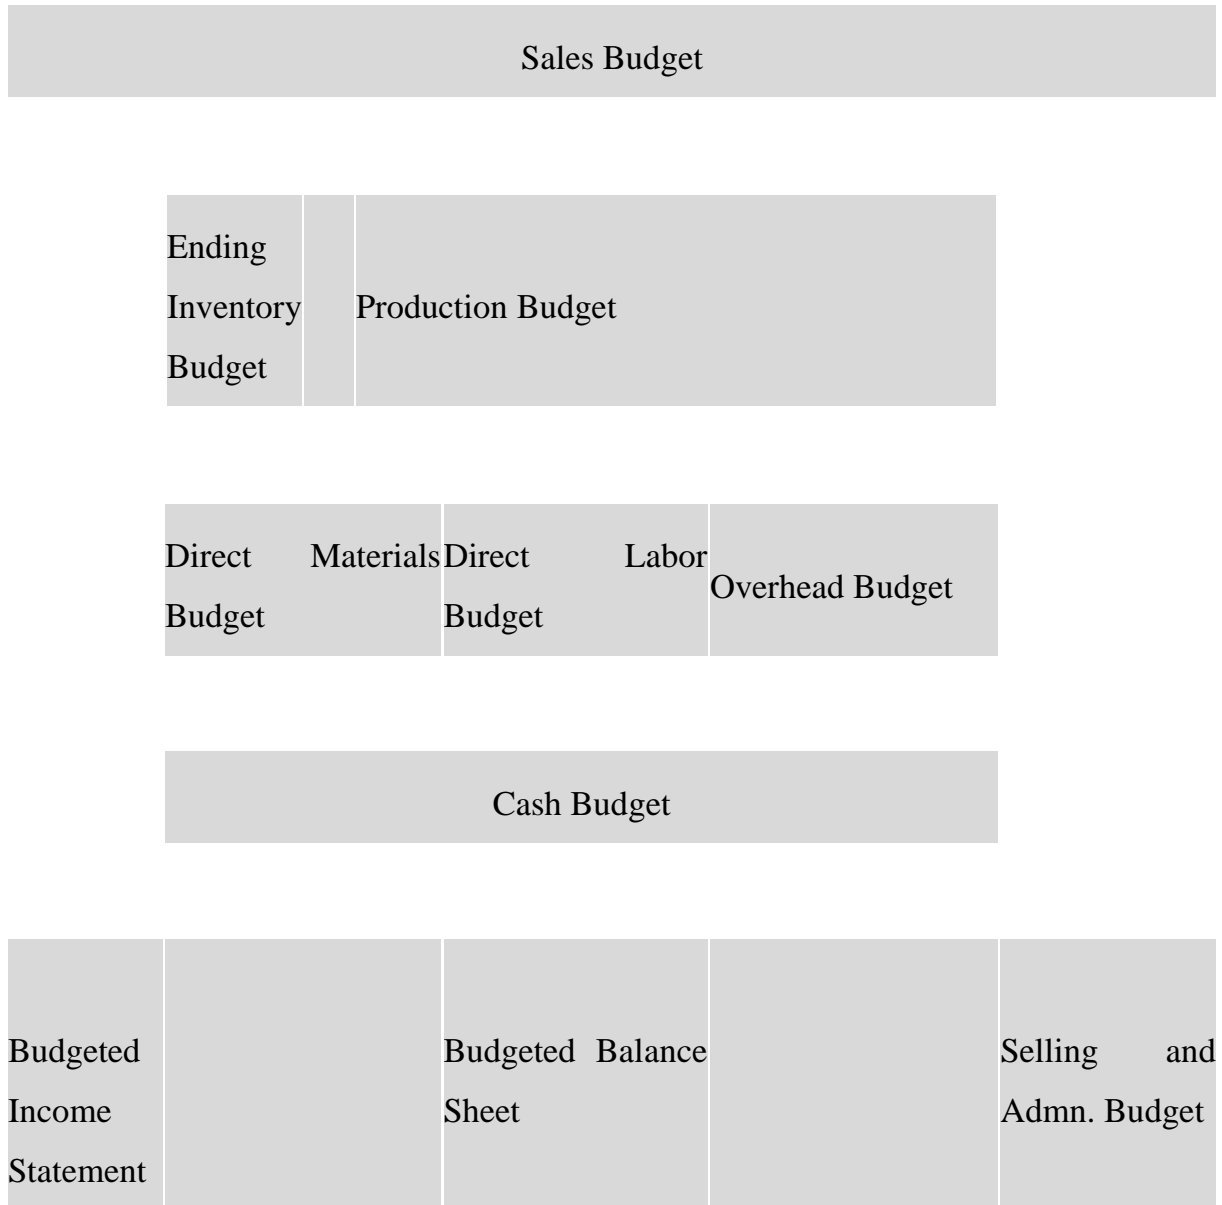 Sales Budget
Ending
Inventory
Budget
Production Budget
Direct Materials
Budget
Direct Labor
Budget
Overhead Budget
Cash Budget
Budgeted
Income
Statement
Budgeted Balance
Sheet
Selling and
Admn. Budget